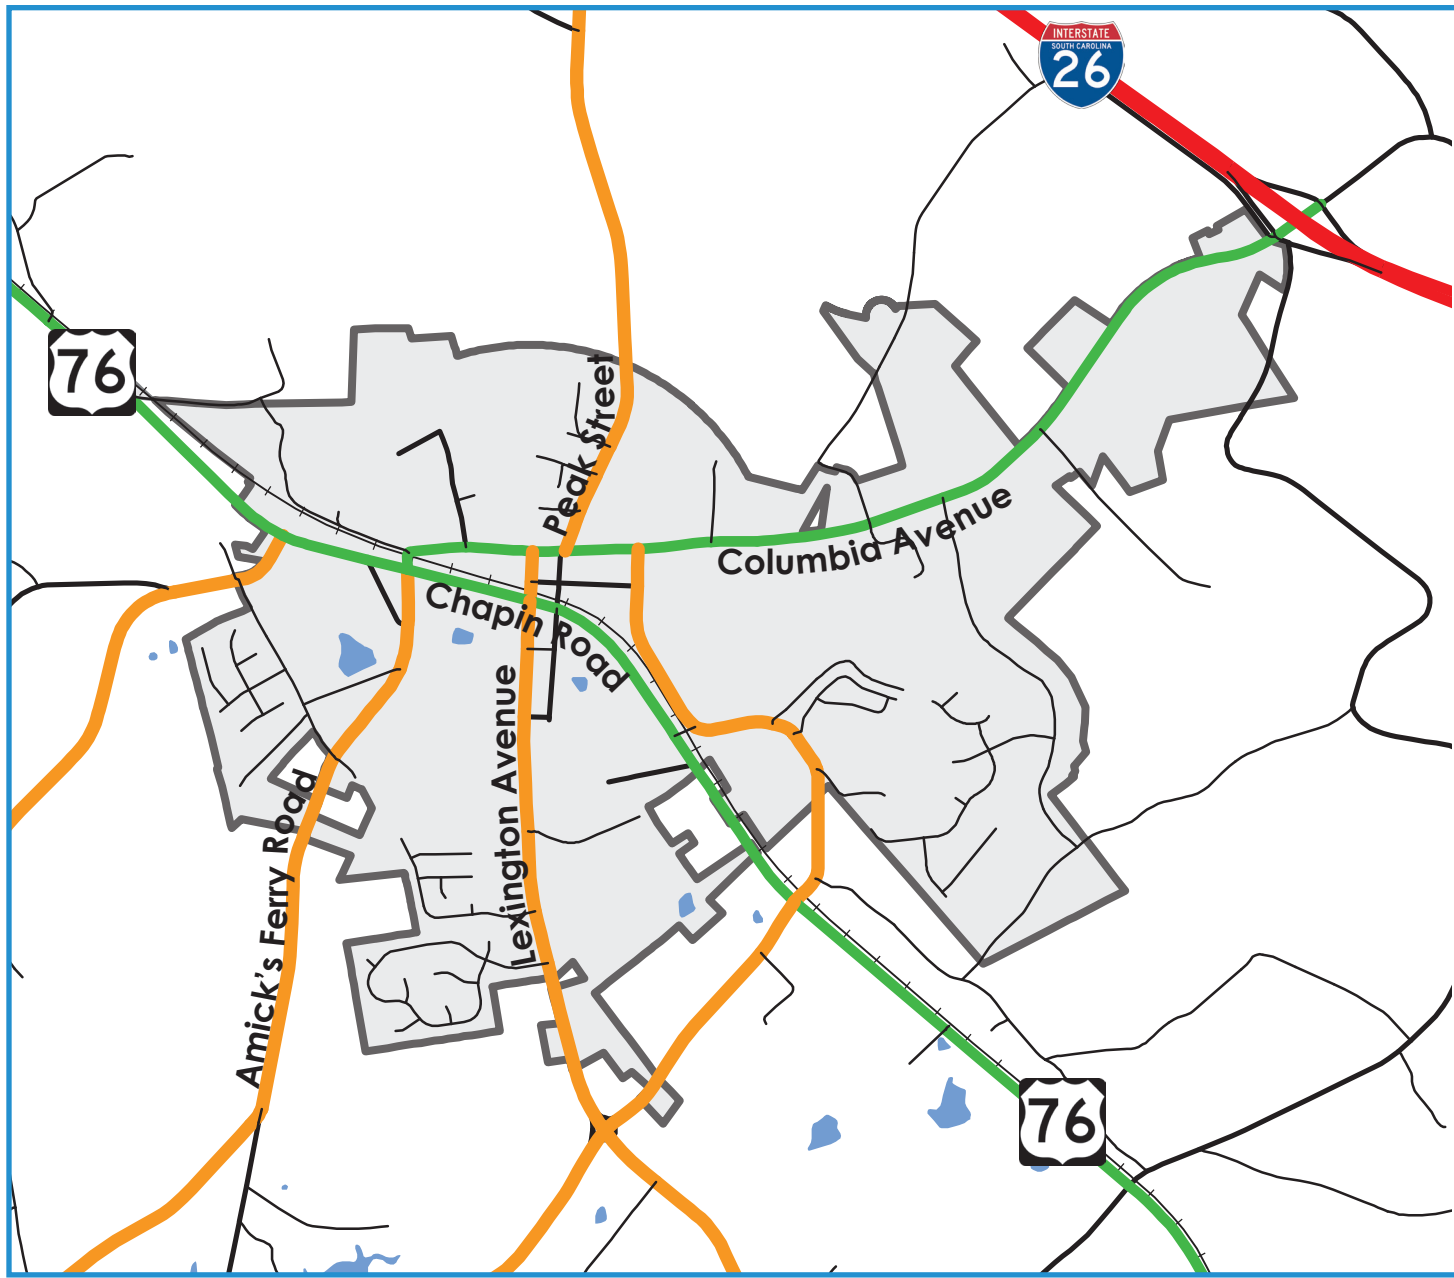 INTERSTATE
SOUTH CAROLINA
26
76
Peak Street
Columbia Avenue
Chapin Road
Lexington Avenue
Amick's Ferry Road
76